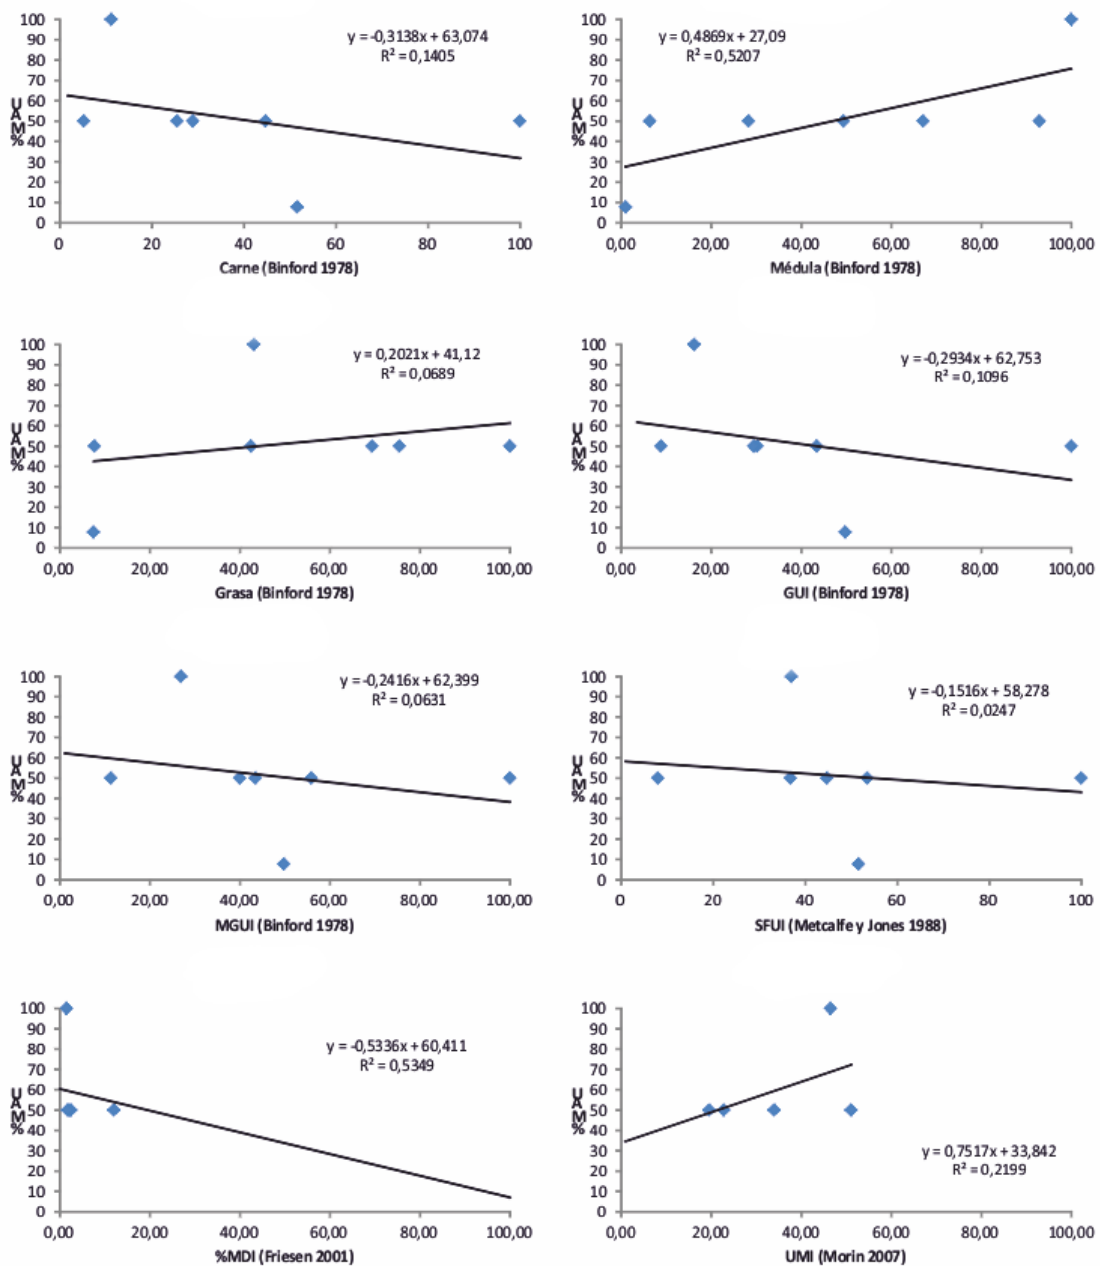 y = -0,3138x + 63,074
R² = 0,1405
100
90
80
70
60
50
40
30
20
10
0
%MAU
0 20 40 60 80 100
Carne (Binford 1978)
y = 0,4869x + 27,09
R² = 0,5207
100
90
80
70
60
50
40
30
20
10
0
%MAU
0,00 20,00 40,00 60,00 80,00 100,00
Médula (Binford 1978)
y = 0,2021x + 41,12
R² = 0,0689
100
90
80
70
60
50
40
30
20
10
0
%MAU
0,00 20,00 40,00 60,00 80,00 100,00
Grasa (Binford 1978)
y = -0,2934x + 62,753
R² = 0,1096
100
90
80
70
60
50
40
30
20
10
0
%MAU
0,00 20,00 40,00 60,00 80,00 100,00
GUI (Binford 1978)
y = -0,2416x + 62,399
R² = 0,0631
100
90
80
70
60
50
40
30
20
10
0
%MAU
0,00 20,00 40,00 60,00 80,00 100,00
MGUI (Binford 1978)
y = -0,1516x + 58,278
R² = 0,0247
100
90
80
70
60
50
40
30
20
10
0
%MAU
0 20 40 60 80 100
SFUI (Metcalfe y Jones 1988)
y = -0,5336x + 60,411
R² = 0,5349
100
90
80
70
60
50
40
30
20
10
0
%MAU
0,00 20,00 40,00 60,00 80,00 100,00
%MDI (Friesen 2001)
y = 0,7517x + 33,842
R² = 0,2199
100
90
80
70
60
50
40
30
20
10
0
%MAU
0,00 20,00 40,00 60,00 80,00 100,00
UMI (Morin 2007)